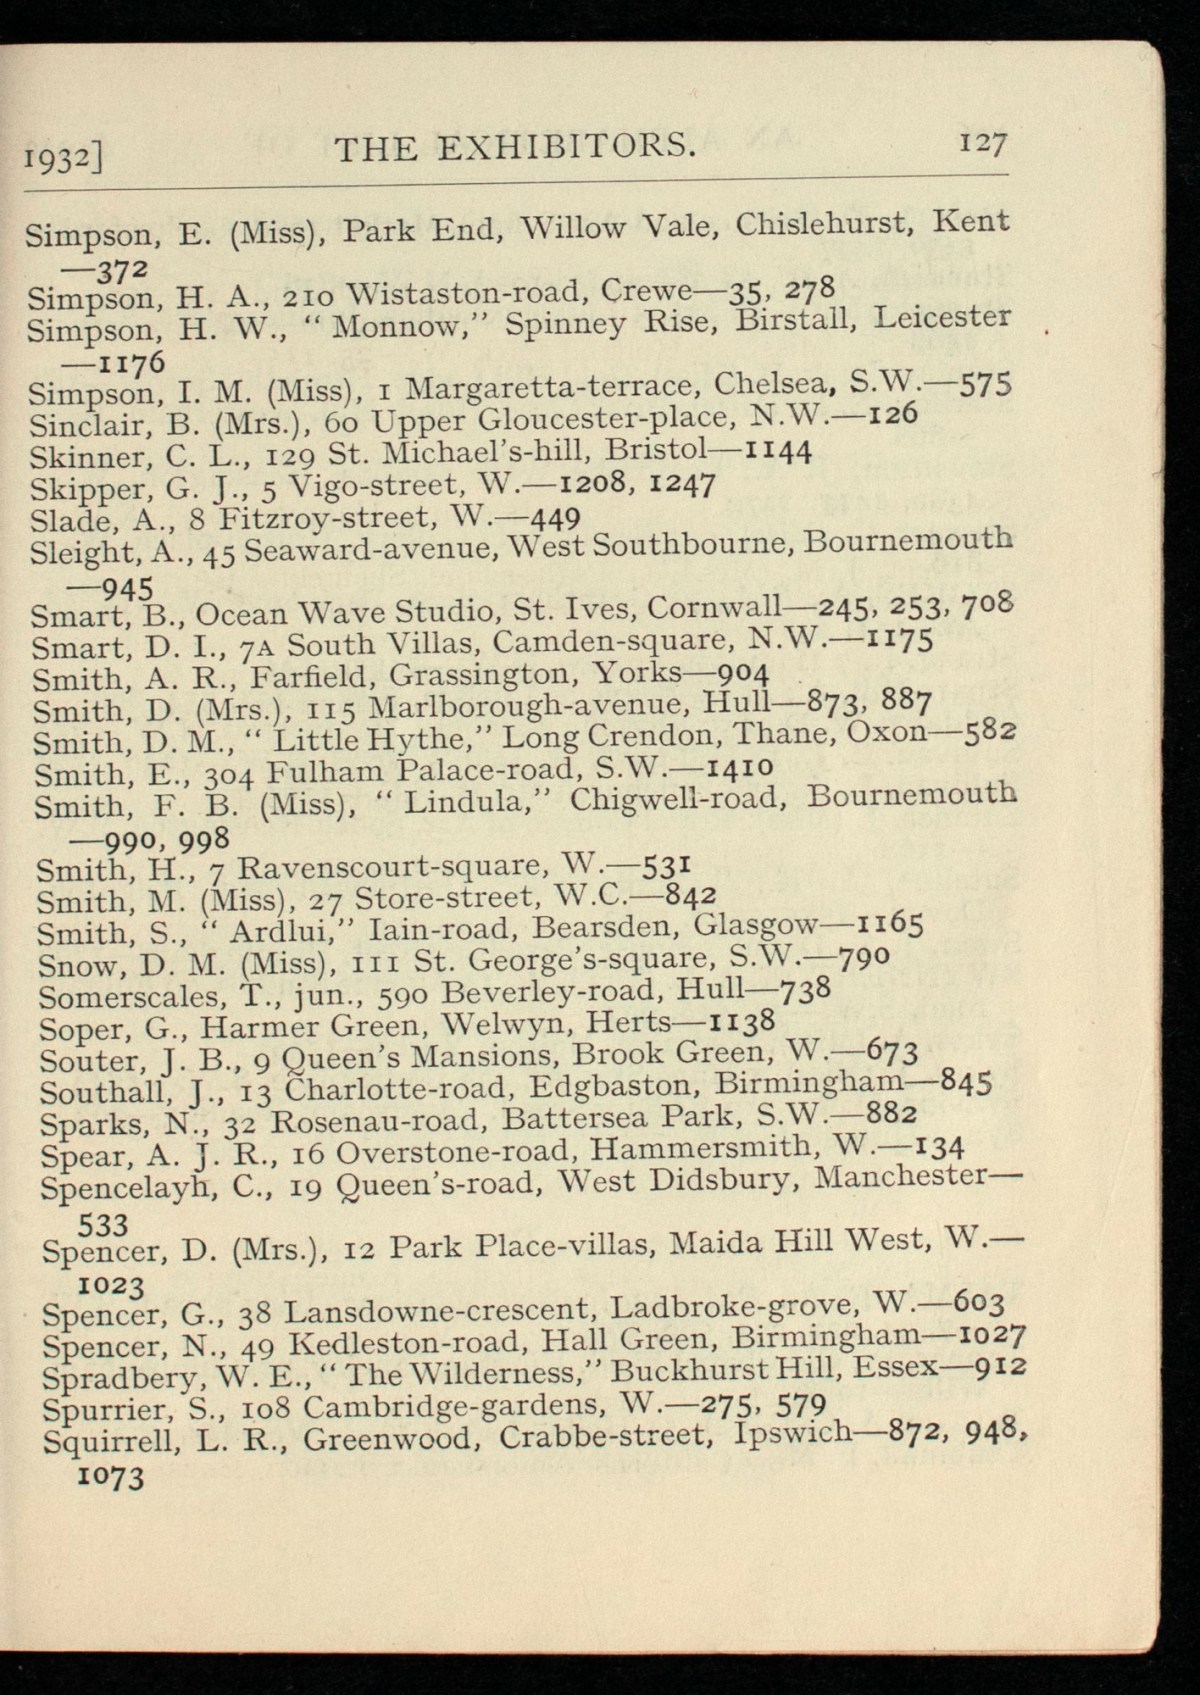 1932] THE EXHIBITORS. 127
Simpson, E. (Miss), Park End, Willow Vale, Chislehurst, Kent
—372
Simpson, H. A., 210 Wistaston-road, Crewe—35, 278
Simpson, H. W., “ Monnow,” Spinney Rise, Birstall, Leicester
—1176
Simpson, I. M. (Miss), 1 Margaretta-terrace, Chelsea, S.W.—575
Sinclair, B. (Mrs.), 60 Upper Gloucester-place, N.W.—126
Skinner, C. L., 129 St. Michael’s-hill, Bristol—1144
Skipper, G. J., 5 Vigo-street, W.—1208, 1247
Slade, A., 8 Fitzroy-street, W.—449
Sleight, A., 45 Seaward-avenue, West Southbourne, Bournemouth
—945
Smart, B., Ocean Wave Studio, St. Ives, Cornwall—245, 253, 708
Smart, D. I., 7A South Villas, Camden-square, N.W.—1175
Smith, A. R., Farfield, Grassington, Yorks—904
Smith, D. (Mrs.), 115 Marlborough-avenue, Hull—873, 887
Smith, D. M., “ Little Hythe,” Long Crendon, Thane, Oxon—582
Smith, E., 304 Fulham Palace-road, S.W.—1410
Smith, F. B. (Miss), “ Lindula,” Chigwell-road, Bournemouth
—990, 998
Smith, H., 7 Ravenscourt-square, W.—531
Smith, M. (Miss), 27 Store-street, W.C.—842
Smith, S., “ Ardlui,” Iain-road, Bearsden, Glasgow—1165
Snow, D. M. (Miss), 111 St. George’s-square, S.W.—790
Somerscales, T., jun., 590 Beverley-road, Hull—738
Soper, G., Harmer Green, Welwyn, Herts—1138
Souter, J. B., 9 Queen’s Mansions, Brook Green, W.—673
Southall, J., 13 Charlotte-road, Edgbaston, Birmingham—845
Sparks, N., 32 Rosenau-road, Battersea Park, S.W.—882
Spear, A. J. R., 16 Overstone-road, Hammersmith, W.—134
Spencelayh, C., 19 Queen’s-road, West Didsbury, Manchester—
533
Spencer, D. (Mrs.), 12 Park Place-villas, Maida Hill West, W.—
1023
Spencer, G., 38 Lansdowne-crescent, Ladbroke-grove, W.—603
Spencer, N., 49 Kedleston-road, Hall Green, Birmingham—1027
Spradbery, W. E., “ The Wilderness,” Buckhurst Hill, Essex—912
Spurrier, S., 108 Cambridge-gardens, W.—275, 579
Squirrell, L. R., Greenwood, Crabbe-street, Ipswich—872, 948,
1073